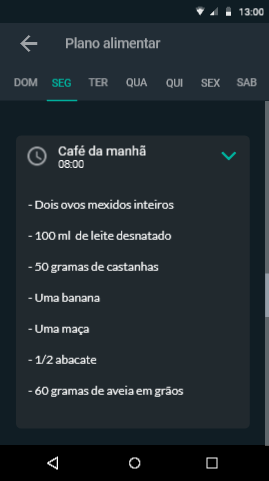 13:00
Plano alimentar
DOM SEG TER QUA QUI SEX SAB
Café da manhã
08:00
- Dois ovos mexidos inteiros
- 100 ml de leite desnatado
- 50 gramas de castanhas
- Uma banana
- Uma maça
- 1/2 abacate
- 60 gramas de aveia em grãos